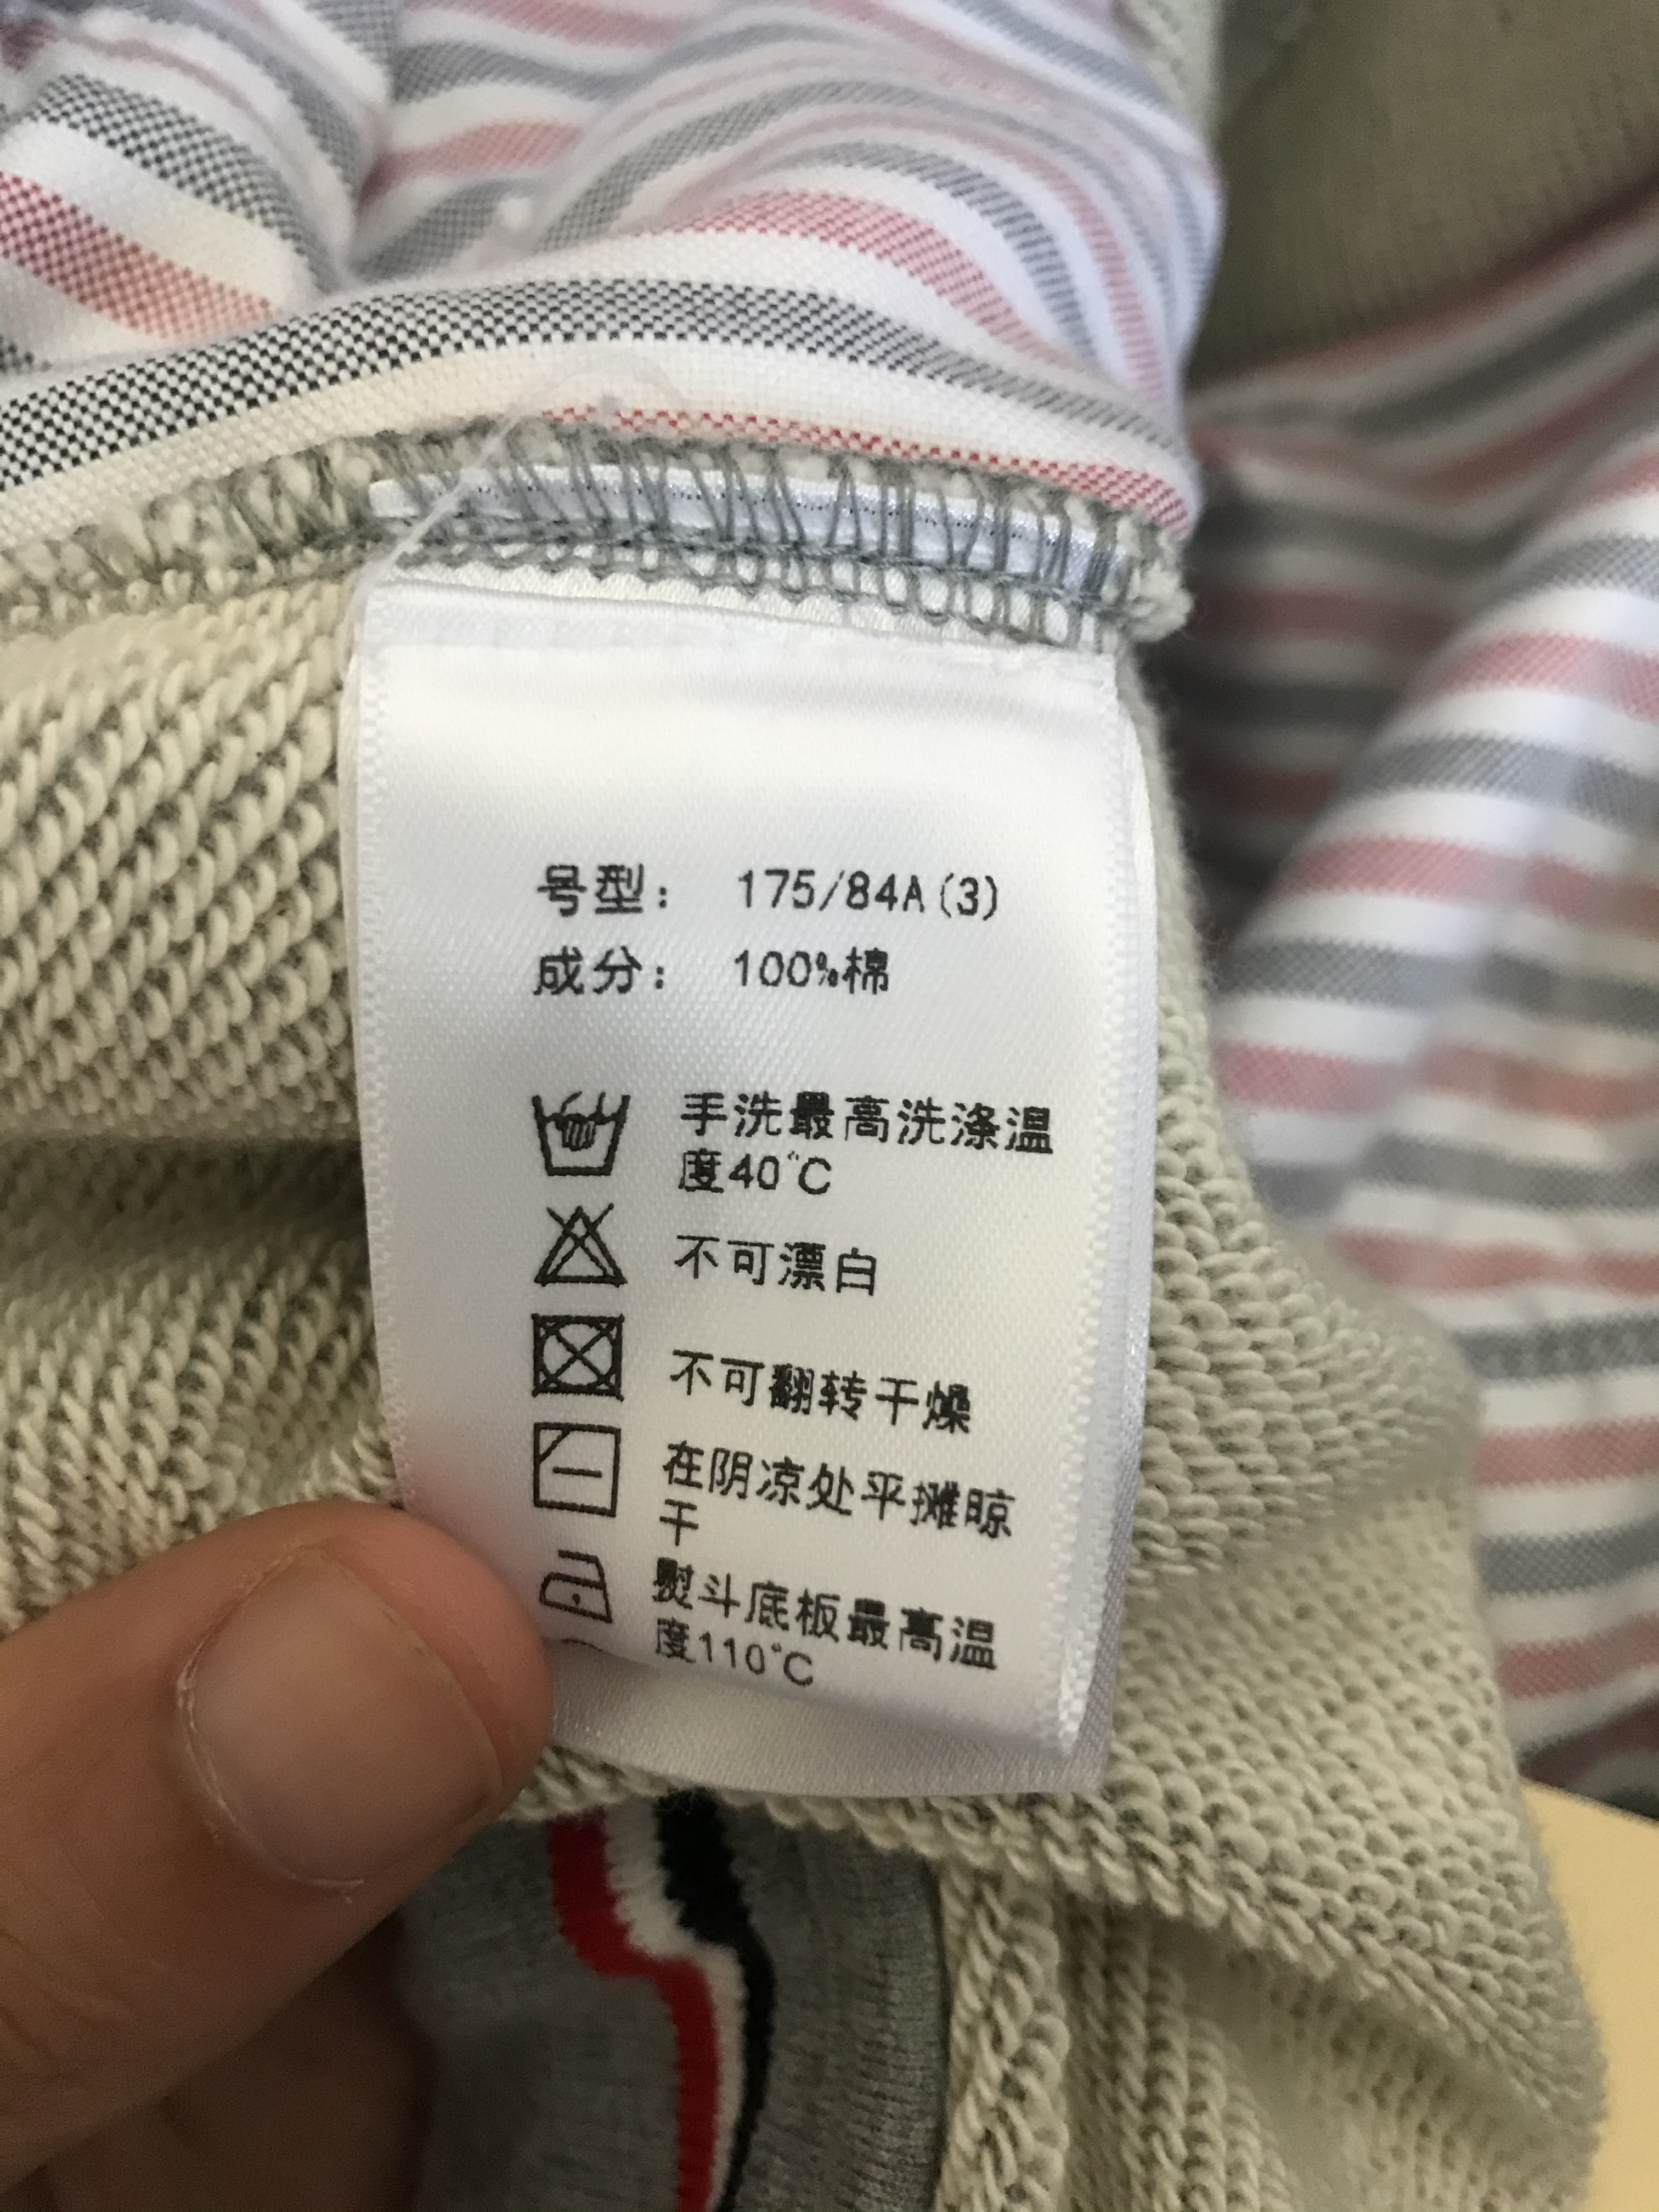 号型： 175/84A(3)
成分： 100%棉
手洗最高洗涤温
度40°C
不可漂白
不可翻转干燥
在阴凉处平摊晾
干
熨斗底板最高温
度110°C